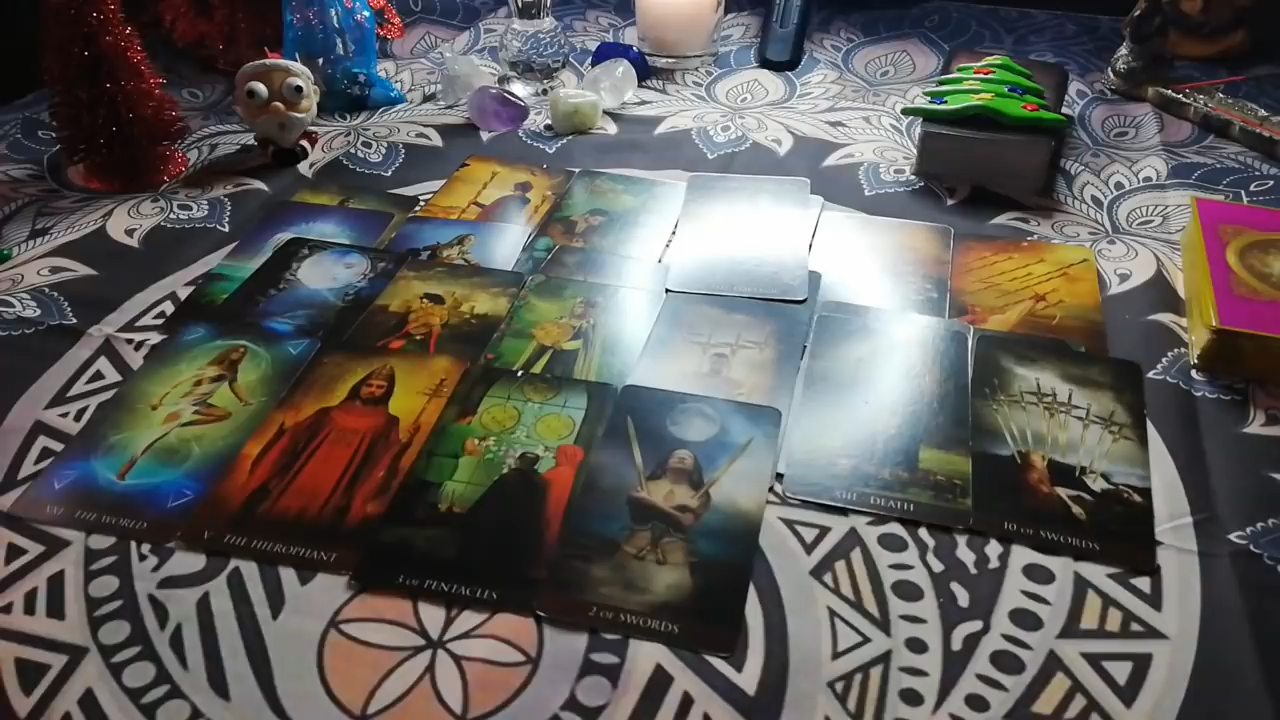 XXI THE WORLD
V THE HIEROPHANT
3 OF PENTACLES
2 OF SWORDS
XIII DEATH
10 OF SWORDS